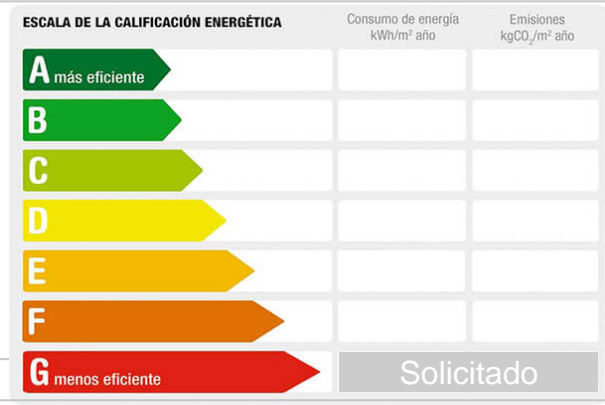 ESCALA DE LA CALIFICACIÓN ENERGÉTICA
Consumo de energía
kWh/m² año
Emisiones
kgCO₂/m² año
A más eficiente
B
C
D
E
F
G menos eficiente
Solicitado